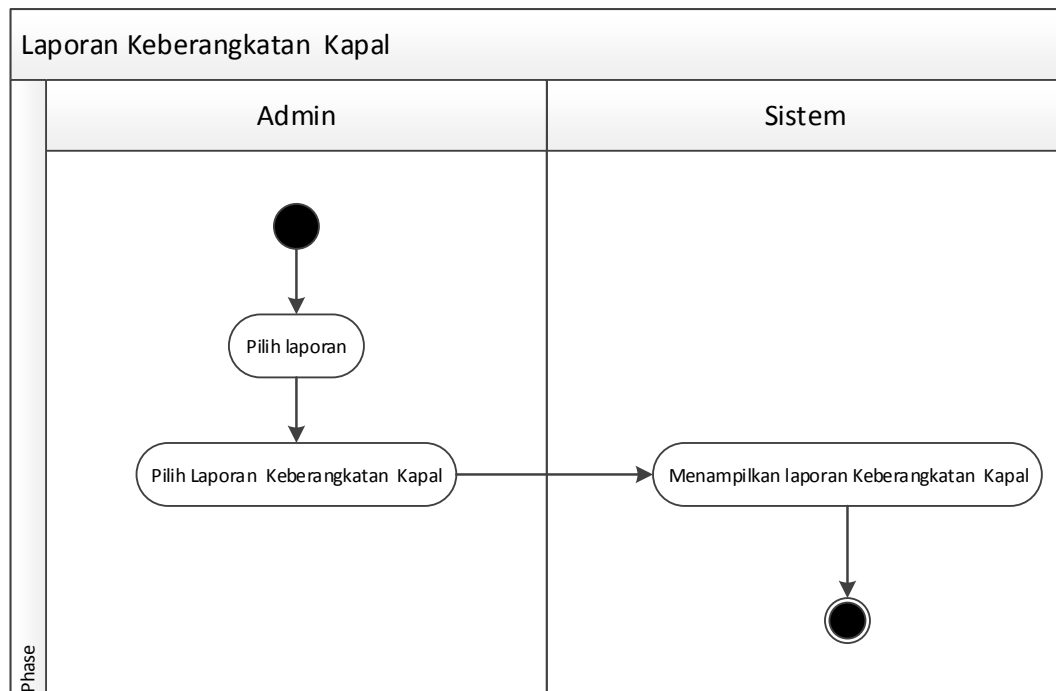 Laporan Keberangkatan Kapal
Admin
Sistem
Pilih laporan
Pilih Laporan Keberangkatan Kapal
Menampilkan laporan Keberangkatan Kapal
Phase